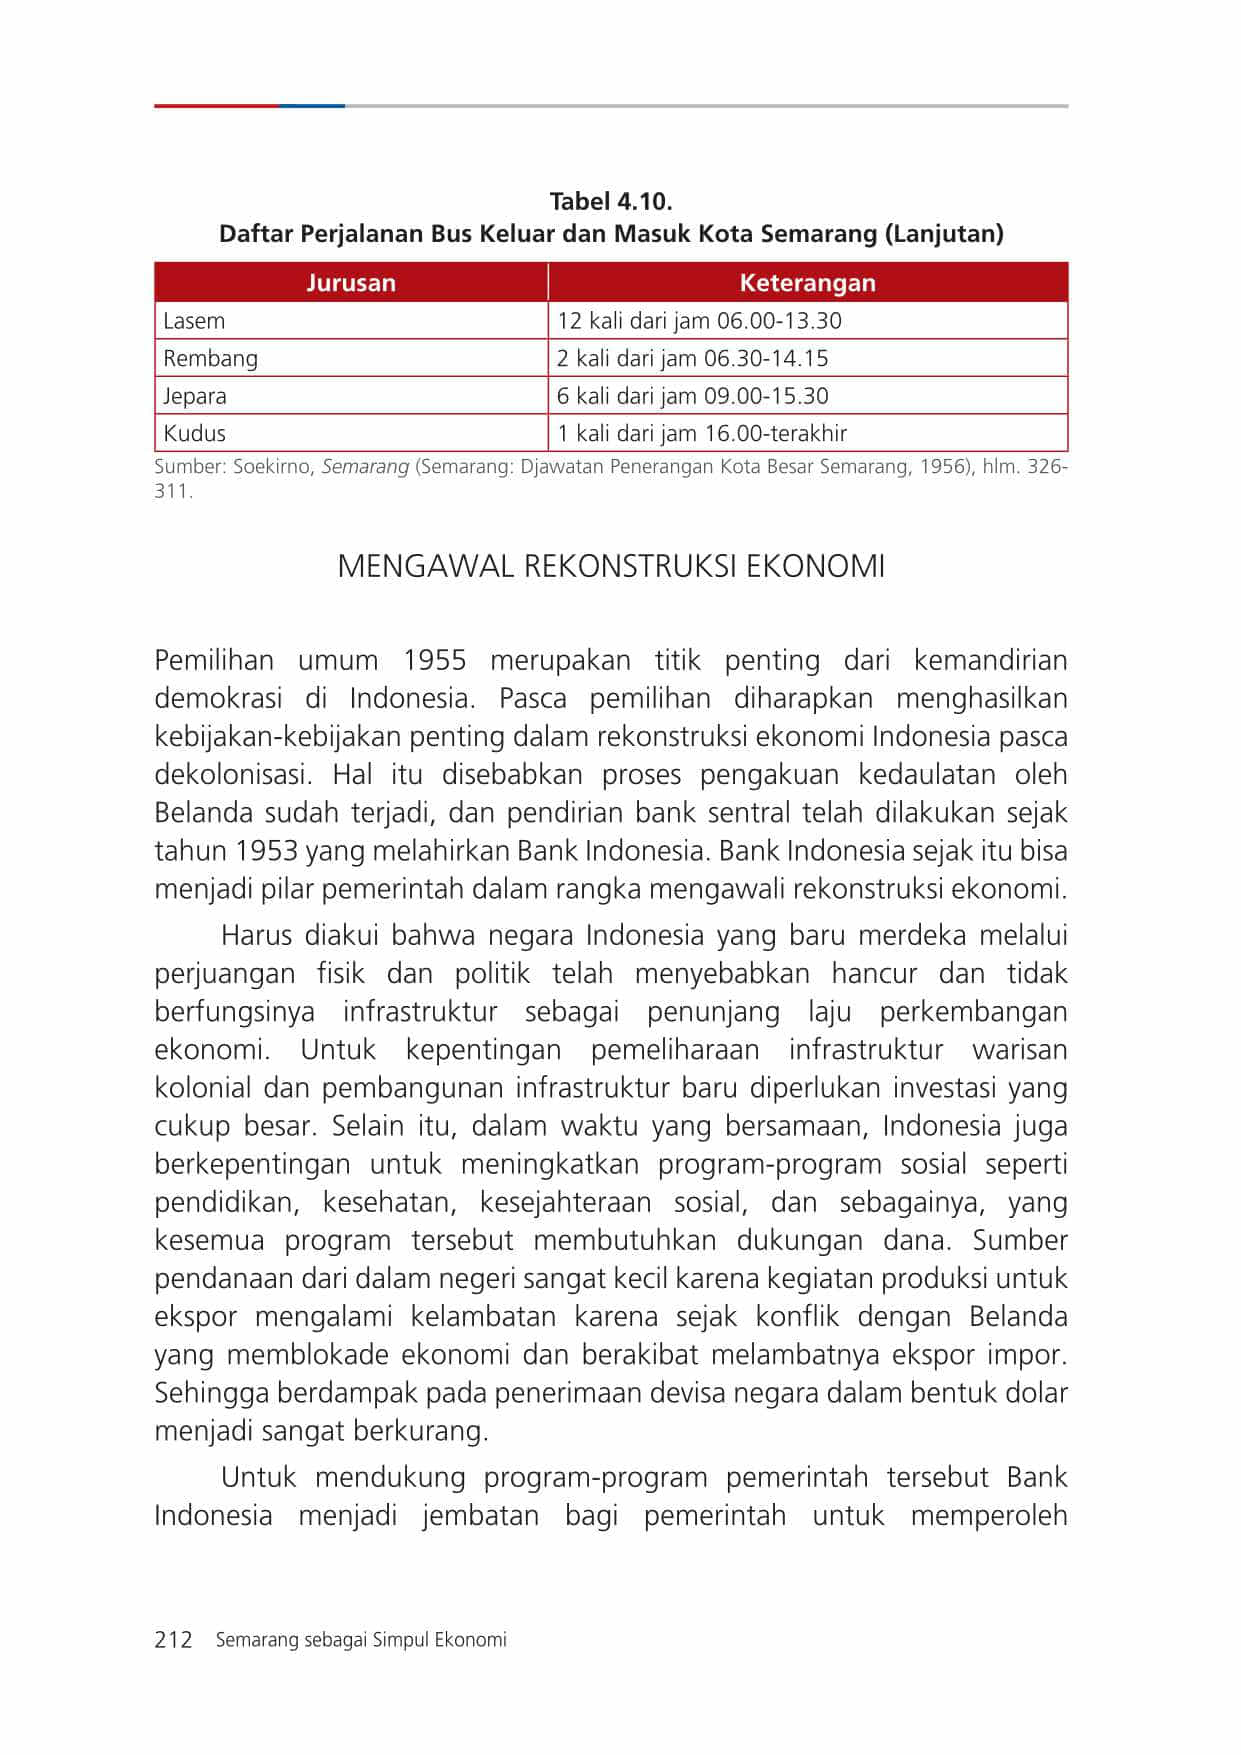 Tabel 4.10.
Daftar Perjalanan Bus Keluar dan Masuk Kota Semarang (Lanjutan)
Jurusan Keterangan
Lasem 12 kali dari jam 06.00-13.30
Rembang 2 kali dari jam 06.30-14.15
Jepara 6 kali dari jam 09.00-15.30
Kudus 1 kali dari jam 16.00-terakhir
Sumber: Soekirno, Semarang (Semarang: Djawatan Penerangan Kota Besar Semarang, 1956), hlm. 326-
311.
MENGAWAL REKONSTRUKSI EKONOMI
Pemilihan umum 1955 merupakan titik penting dari kemandirian
demokrasi di Indonesia. Pasca pemilihan diharapkan menghasilkan
kebijakan-kebijakan penting dalam rekonstruksi ekonomi Indonesia pasca
dekolonisasi. Hal itu disebabkan proses pengakuan kedaulatan oleh
Belanda sudah terjadi, dan pendirian bank sentral telah dilakukan sejak
tahun 1953 yang melahirkan Bank Indonesia. Bank Indonesia sejak itu bisa
menjadi pilar pemerintah dalam rangka mengawali rekonstruksi ekonomi.
Harus diakui bahwa negara Indonesia yang baru merdeka melalui
perjuangan fisik dan politik telah menyebabkan hancur dan tidak
berfungsinya infrastruktur sebagai penunjang laju perkembangan
ekonomi. Untuk kepentingan pemeliharaan infrastruktur warisan
kolonial dan pembangunan infrastruktur baru diperlukan investasi yang
cukup besar. Selain itu, dalam waktu yang bersamaan, Indonesia juga
berkepentingan untuk meningkatkan program-program sosial seperti
pendidikan, kesehatan, kesejahteraan sosial, dan sebagainya, yang
kesemua program tersebut membutuhkan dukungan dana. Sumber
pendanaan dari dalam negeri sangat kecil karena kegiatan produksi untuk
ekspor mengalami kelambatan karena sejak konflik dengan Belanda
yang memblokade ekonomi dan berakibat melambatnya ekspor impor.
Sehingga berdampak pada penerimaan devisa negara dalam bentuk dolar
menjadi sangat berkurang.
Untuk mendukung program-program pemerintah tersebut Bank
Indonesia menjadi jembatan bagi pemerintah untuk memperoleh
212 Semarang sebagai Simpul Ekonomi